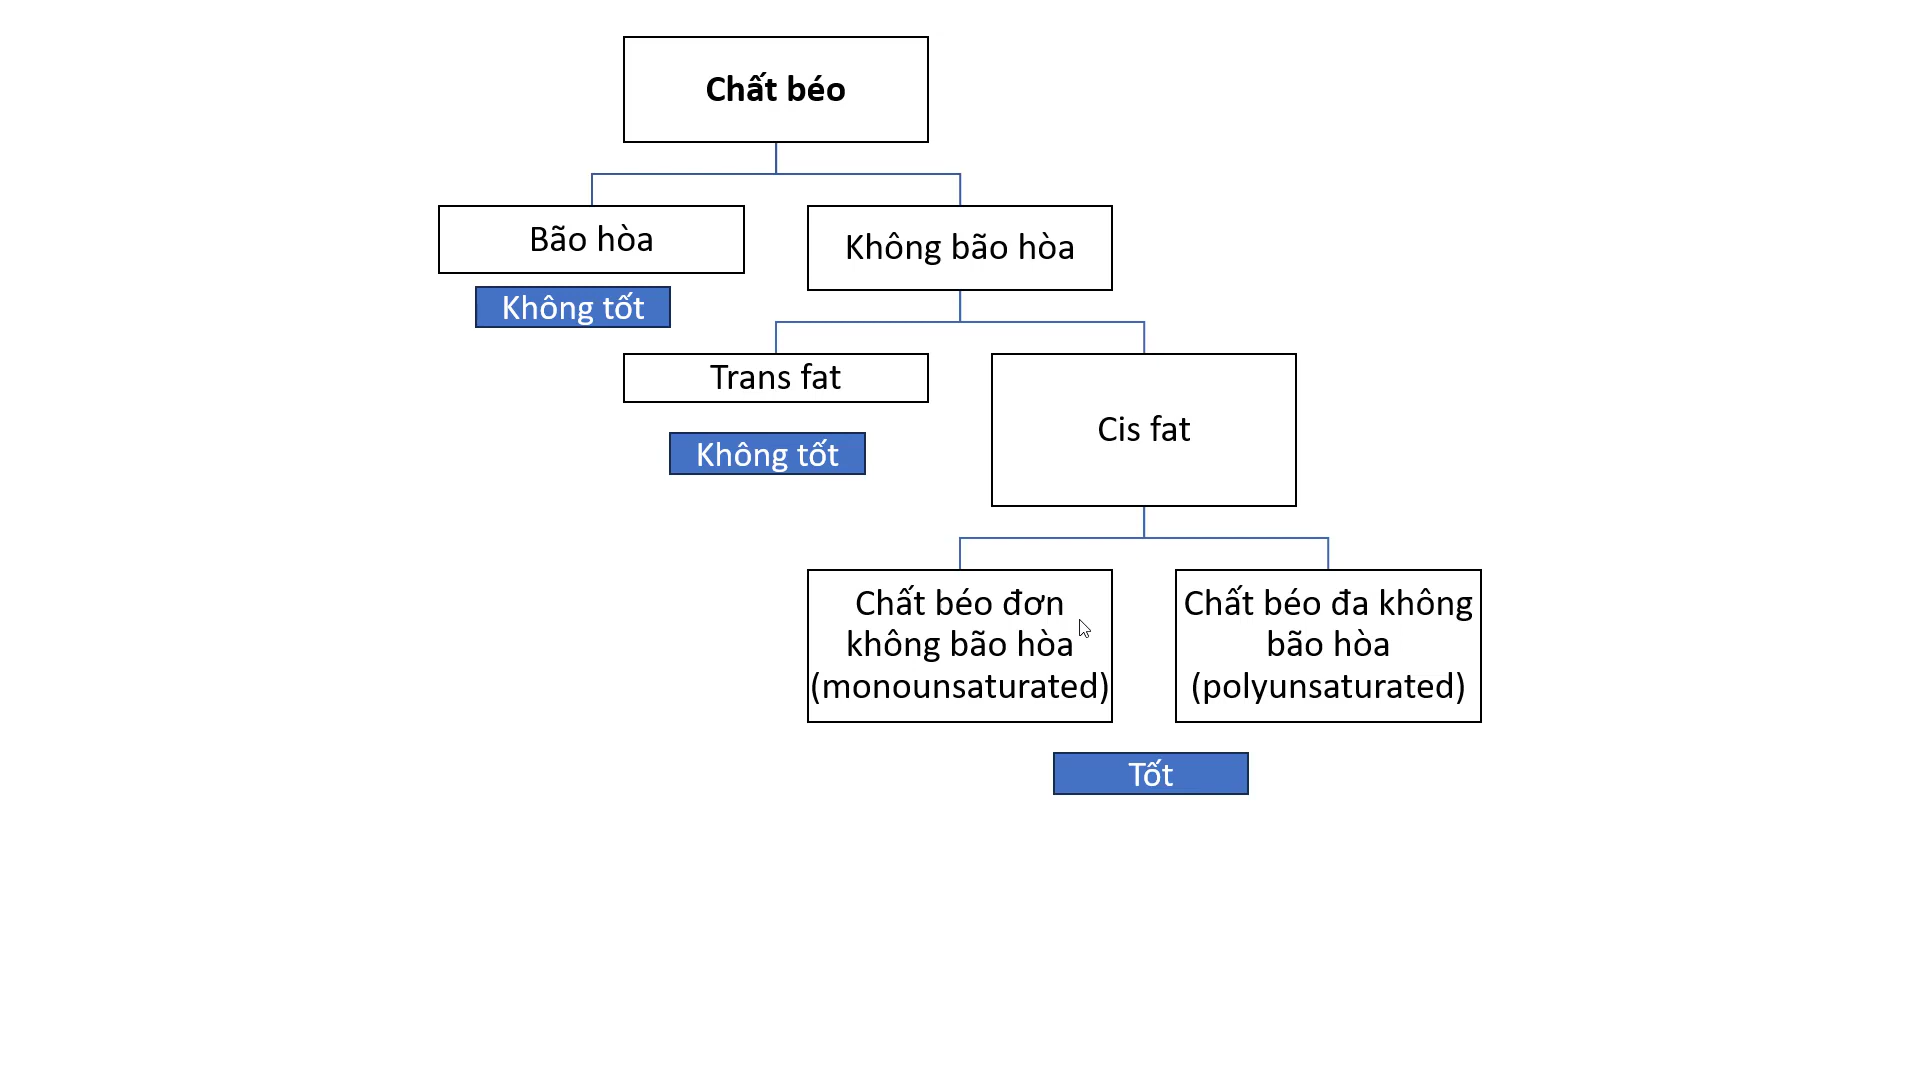 Chất béo
Bão hòa
Không bão hòa
Không tốt
Trans fat
Cis fat
Không tốt
Chất béo đơn
không bão hòa
(monounsaturated)
Chất béo đa không
bão hòa
(polyunsaturated)
Tốt